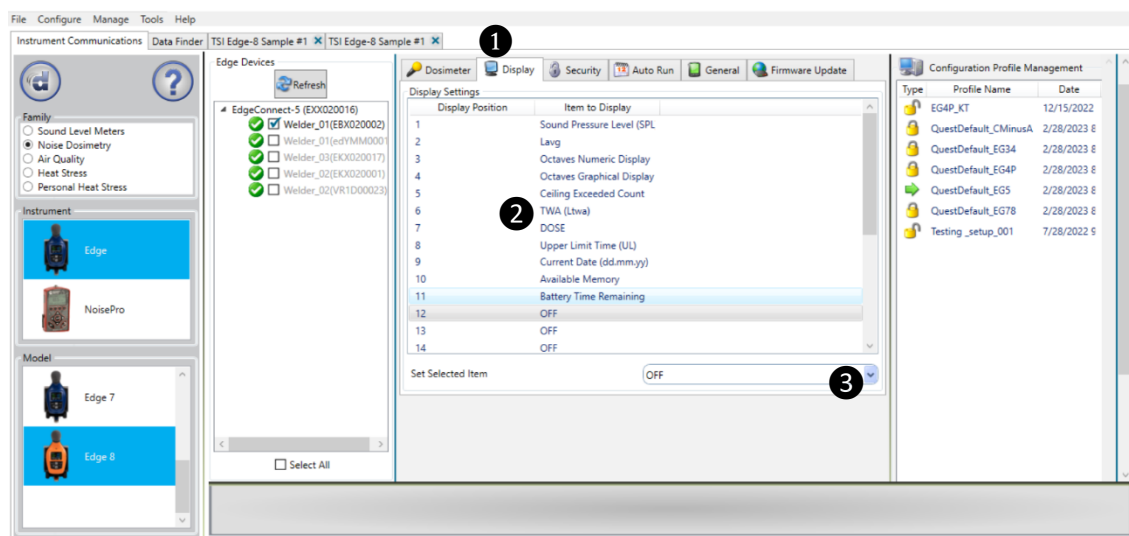 File Configure Manage Tools Help
Instrument Communications Data Finder TSI Edge-8 Sample #1 TSI Edge-8 Sample #1
1
Family
Sound Level Meters
Noise Dosimetry
Air Quality
Heat Stress
Personal Heat Stress
Instrument
Edge
NoisePro
Model
Edge 7
Edge 8
Edge Devices
Refresh
EdgeConnect-5 (EXX020016)
Welder_01(EBX020002)
Welder_01(edYMM0001
Welder_03(EKX020017)
Welder_02(EKX020001)
Welder_02(VR1D00023)
Select All
Dosimeter Display Security Auto Run General Firmware Update
Display Settings
Display Position Item to Display
1 Sound Pressure Level (SPL
2 Lavg
3 Octaves Numeric Display
4 Octaves Graphical Display
5 Ceiling Exceeded Count
6 2 TWA (Ltwa)
7 DOSE
8 Upper Limit Time (UL)
9 Current Date (dd.mm.yy)
10 Available Memory
11 Battery Time Remaining
12 OFF
13 OFF
14 OFF
Set Selected Item OFF 3
Configuration Profile Management
Type Profile Name Date
EG4P_KT 12/15/2022
QuestDefault_CMinusA 2/28/2023 8
QuestDefault_EG34 2/28/2023 8
QuestDefault_EG4P 2/28/2023 8
QuestDefault_EG5 2/28/2023 8
QuestDefault_EG78 2/28/2023 8
Testing _setup_001 7/28/2022 9